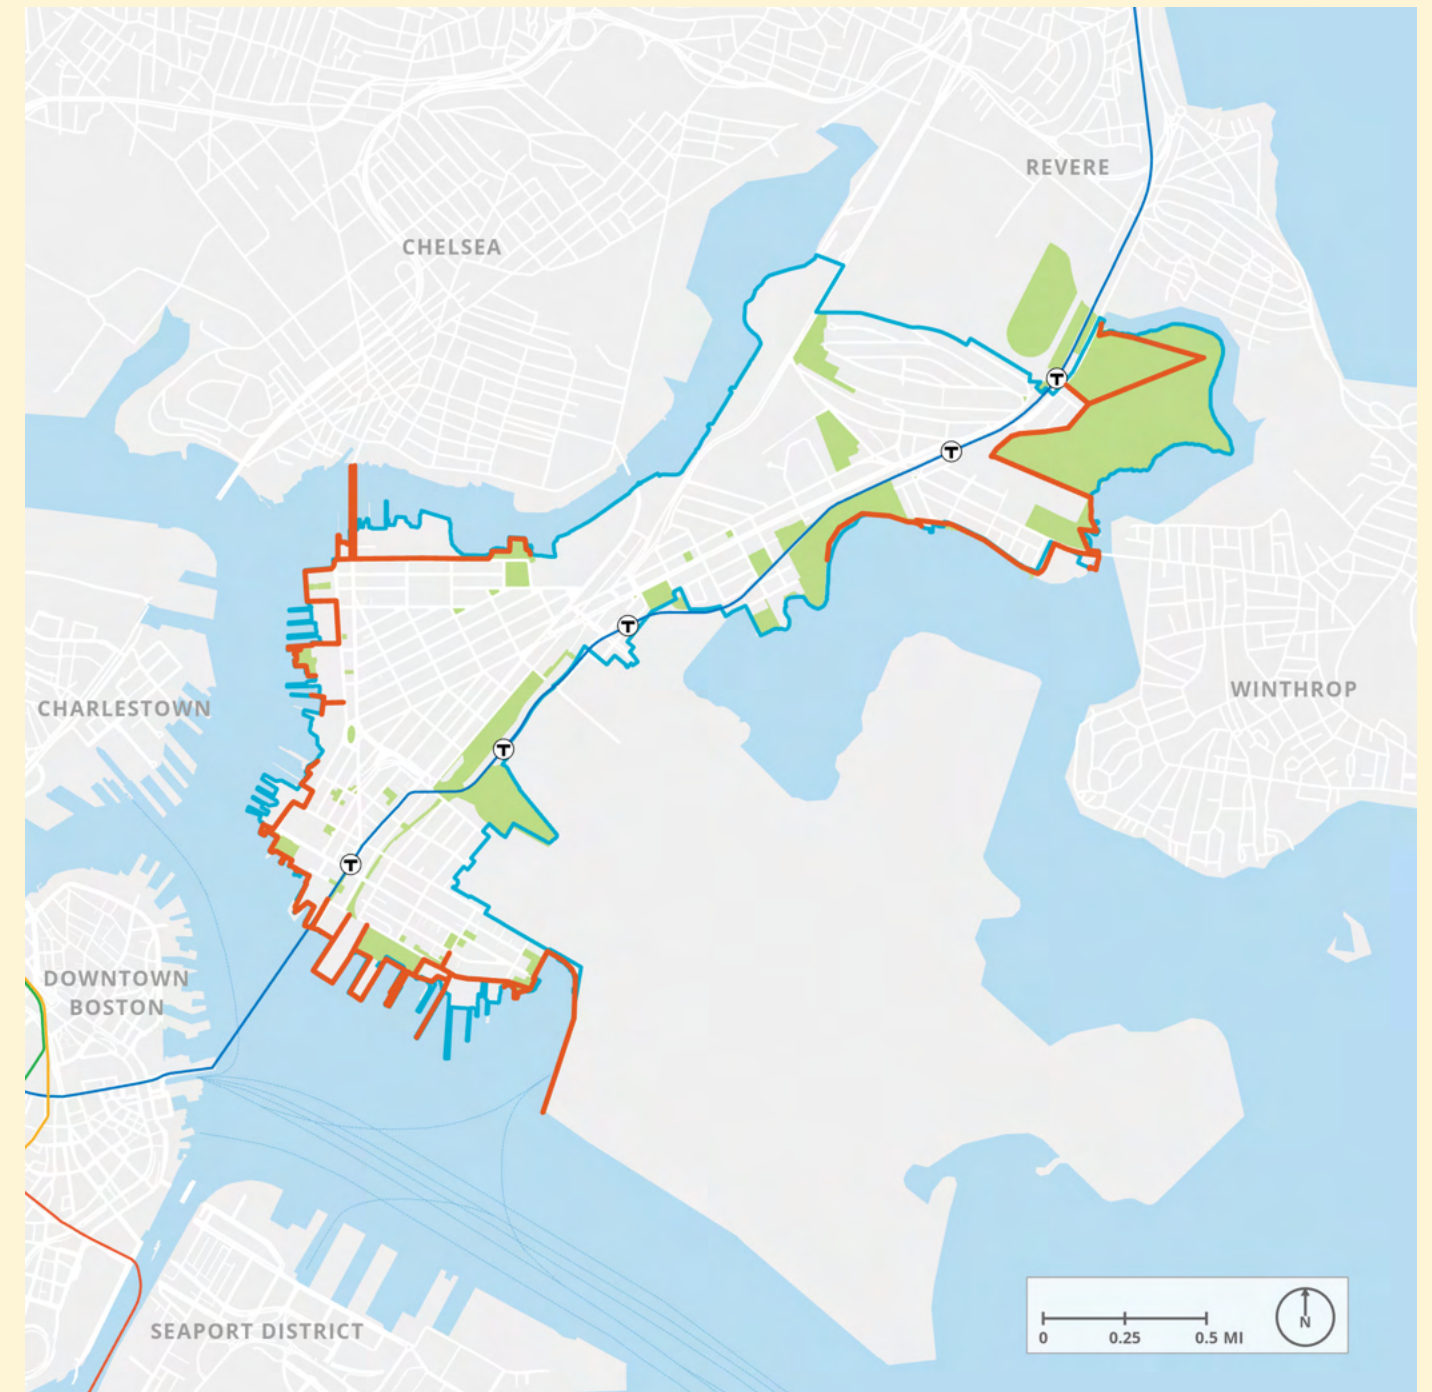 REVERE
CHELSEA
T
T
T
WINTHROP
CHARLESTOWN
T
T
DOWNTOWN
BOSTON
SEAPORT DISTRICT
N
0 0.25 0.5 MI